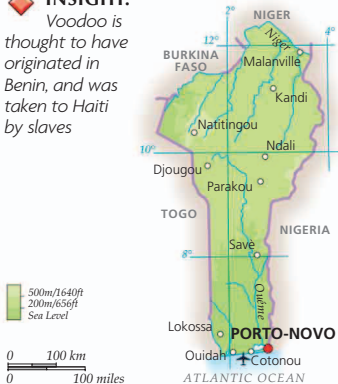 INSIGHT:
Voodoo is
thought to have
originated in
Benin, and was
taken to Haiti
by slaves
2°
NIGER
4°
12°
Niger
BURKINA
FASO
Malanville
Kandi
Natitingou
Ndali
10°
Djougou
Parakou
TOGO
NIGERIA
Savè
8°
Ouémé
500m/1640ft
200m/656ft
Sea Level
Lokossa
PORTO-NOVO
Ouidah
Cotonou
0 100 km
0 100 miles
ATLANTIC OCEAN